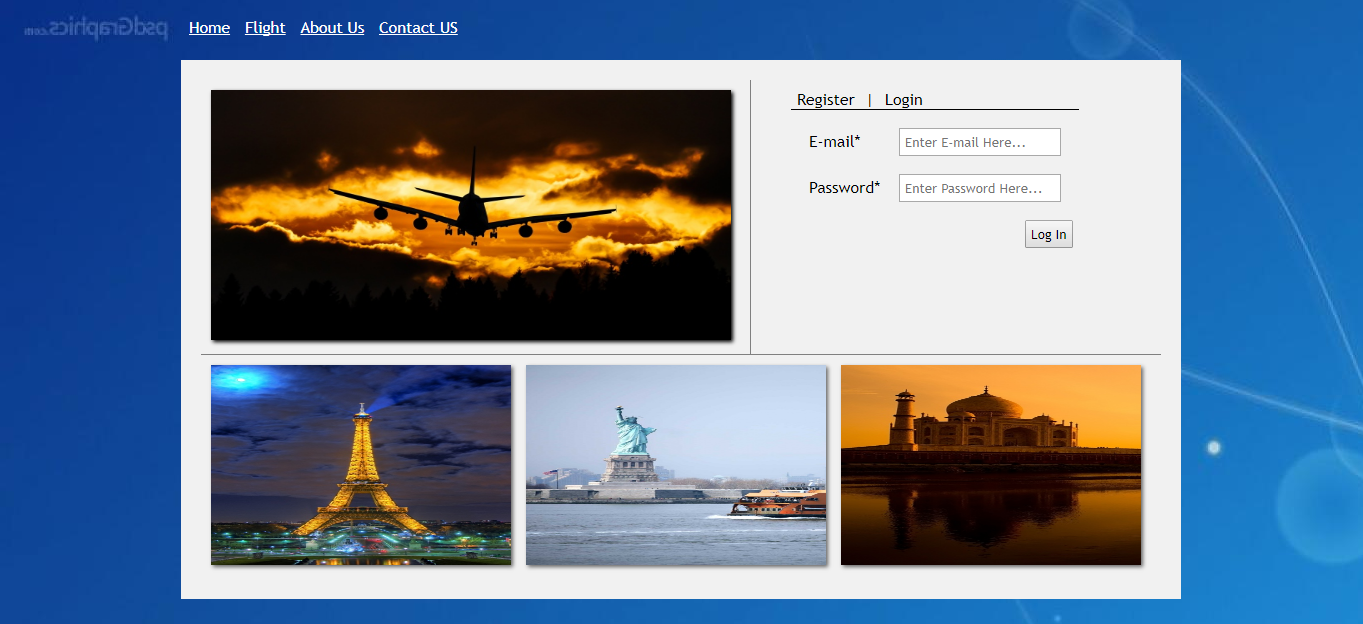 psdGraphics.com
Home Flight About Us Contact US
Register | Login
E-mail* Enter E-mail Here...
Password* Enter Password Here...
Log In